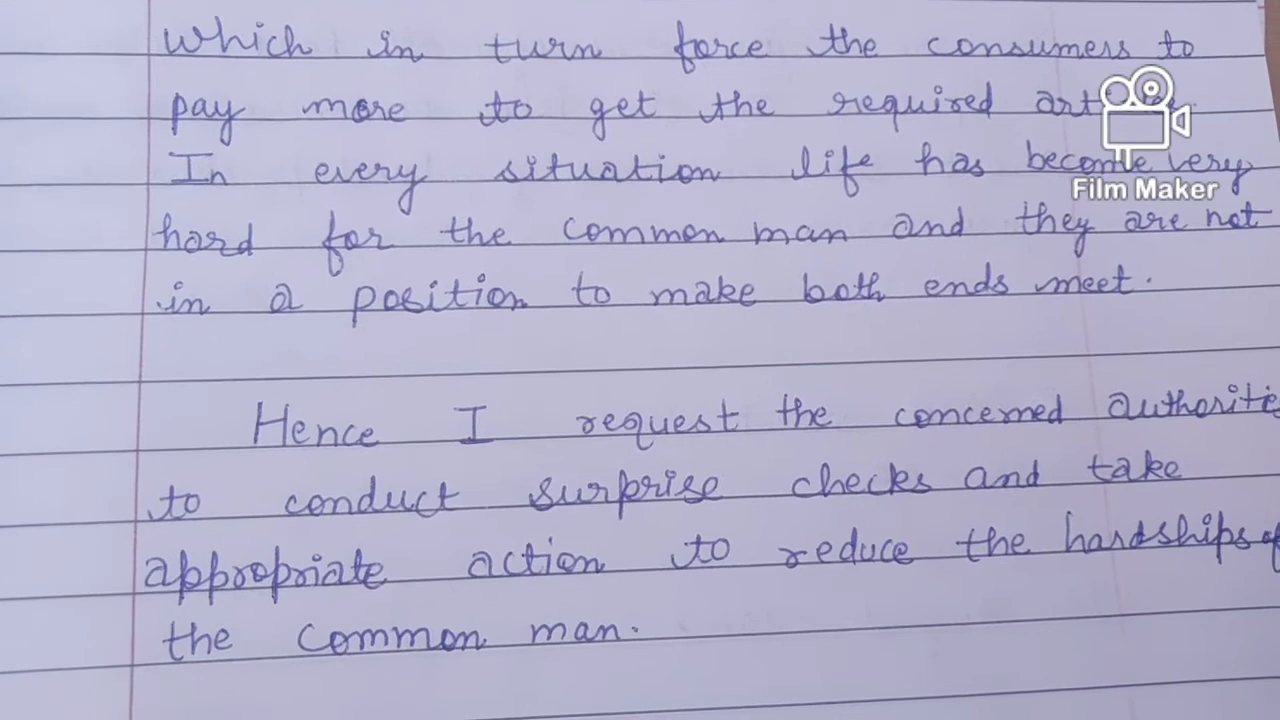 Which in turn force the consumers to
pay more to get the required
In every situation life has become very
hard for the common man and they are not
in a position to make both ends meet.
Hence I request the concerned authoritie
to conduct surprise checks and take
appropriate action to reduce the hardships of
the common man.
Film Maker